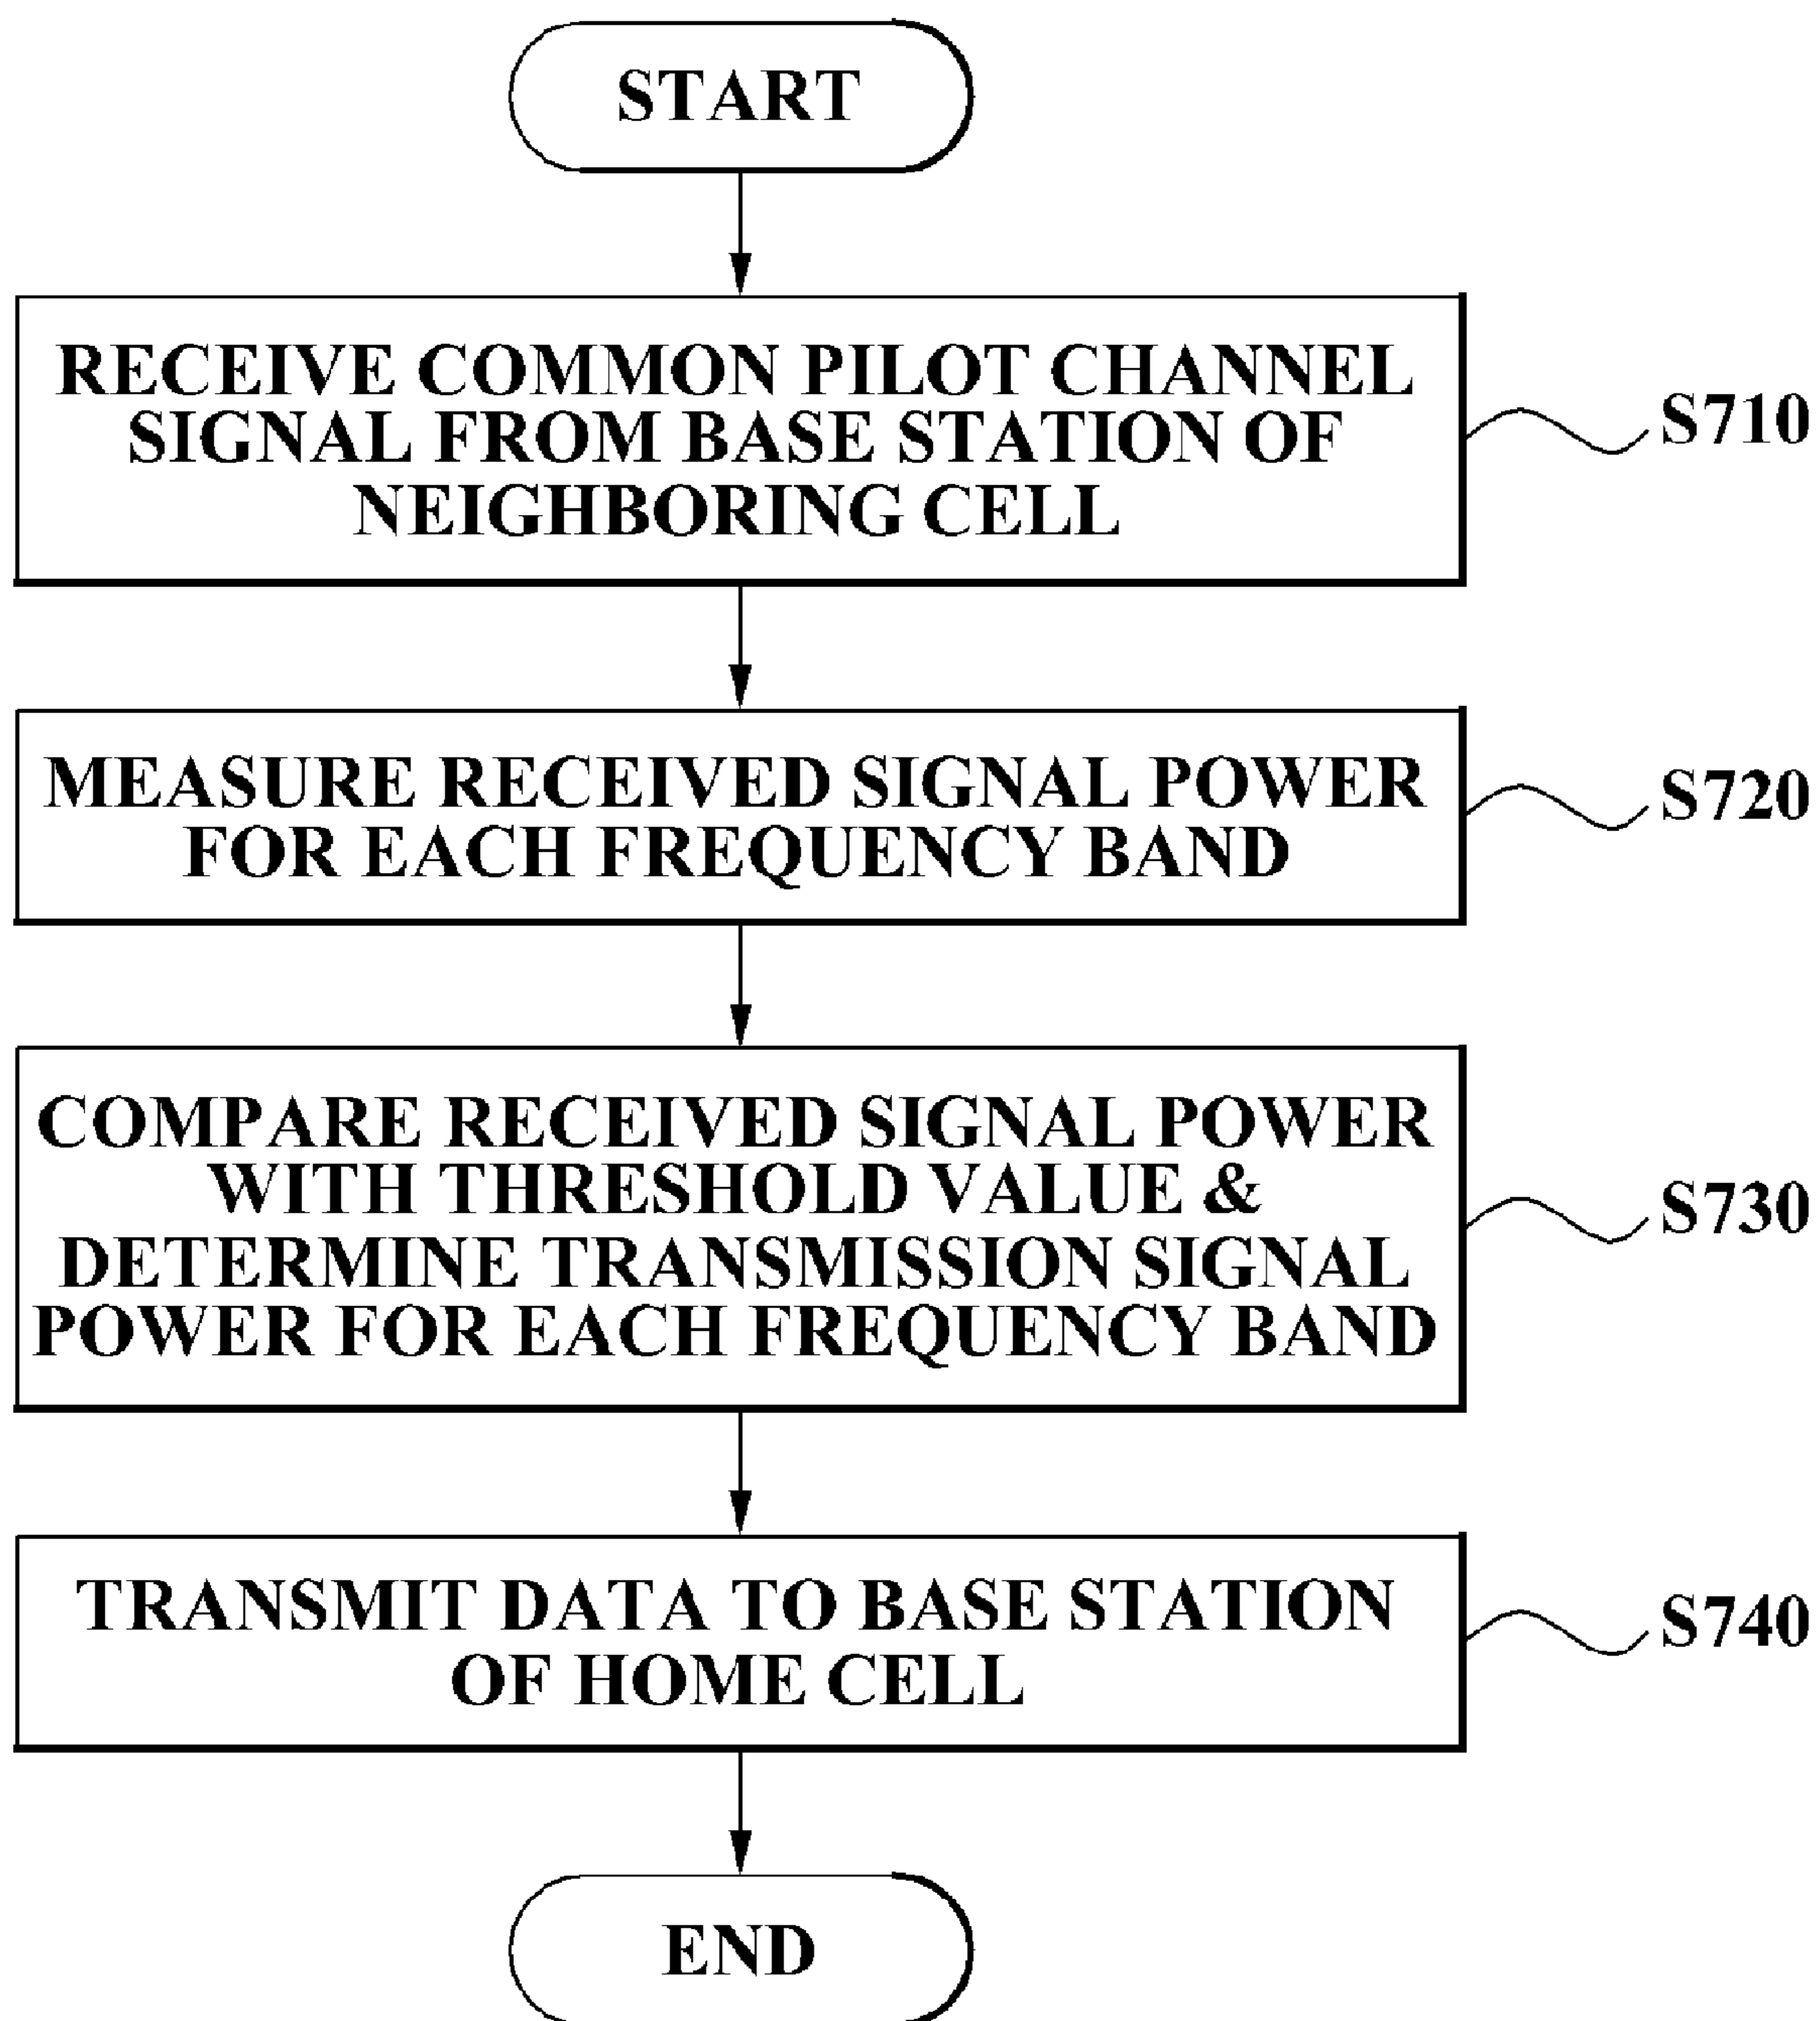 START
RECEIVE COMMON PILOT CHANNEL
SIGNAL FROM BASE STATION OF
NEIGHBORING CELL
S710
MEASURE RECEIVED SIGNAL POWER
FOR EACH FREQUENCY BAND
S720
COMPARE RECEIVED SIGNAL POWER
WITH THRESHOLD VALUE &
DETERMINE TRANSMISSION SIGNAL
POWER FOR EACH FREQUENCY BAND
S730
TRANSMIT DATA TO BASE STATION
OF HOME CELL
S740
END